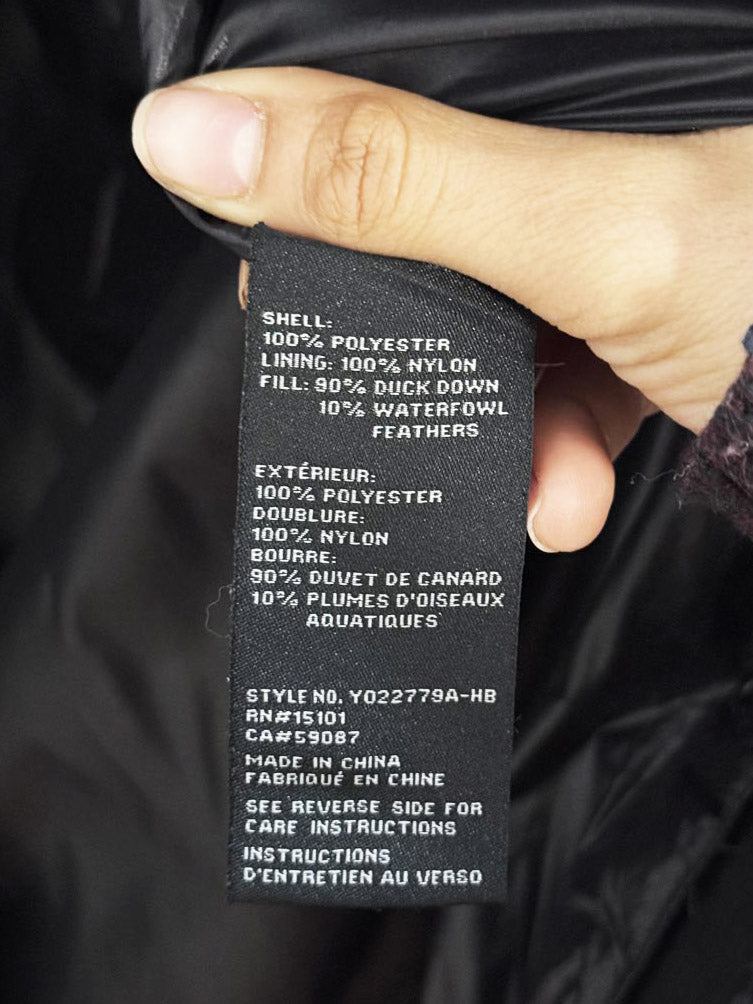 SHELL:
100% POLYESTER
LINING: 100% NYLON
FILL: 90% DUCK DOWN
10% WATERFOWL
FEATHERS
EXTÉRIEUR:
100% POLYESTER
DOUBLURE:
100% NYLON
BOURRE:
90% DUVET DE CANARD
10% PLUMES D'OISEAUX
AQUATIQUES
STYLE NO. Y022779A-HB
RN#15101
CA#59087
MADE IN CHINA
FABRIQUÉ EN CHINE
SEE REVERSE SIDE FOR
CARE INSTRUCTIONS
INSTRUCTIONS
D'ENTRETIEN AU VERSO